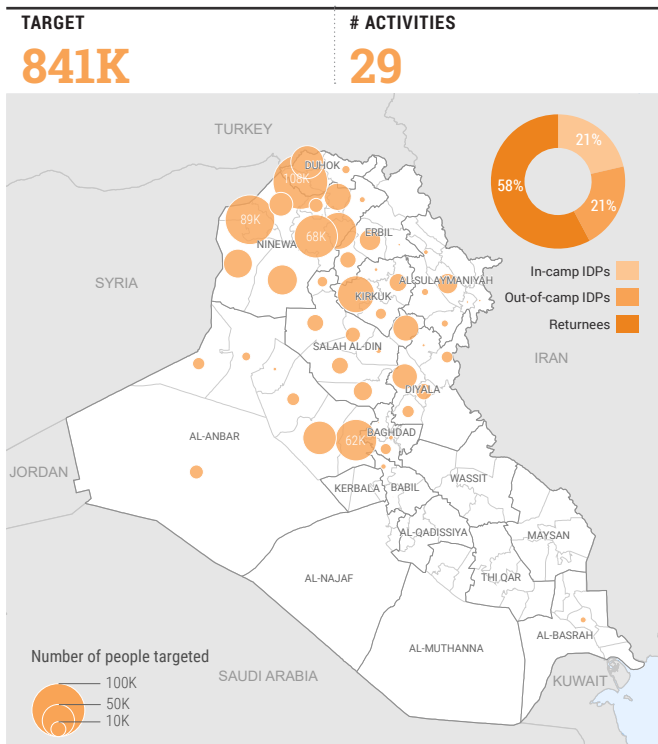 TARGET
841K
# ACTIVITIES
29
TURKEY
DUHOK
108K
21%
58%
21%
89K
68K
ERBIL
NINEWA
In-camp IDPs
Out-of-camp IDPs
Returnees
SYRIA
AL-SULAYMANIYAH
KIRKUK
IRAN
SALAH AL-DIN
DIYALA
AL-ANBAR
62K
BAGHDAD
JORDAN
WASSIT
KERBALA
BABIL
AL-QADISSIYA
MAYSAN
AL-NAJAF
THI QAR
AL-BASRAH
AL-MUTHANNA
Number of people targeted
100K
50K
10K
SAUDI ARABIA
KUWAIT